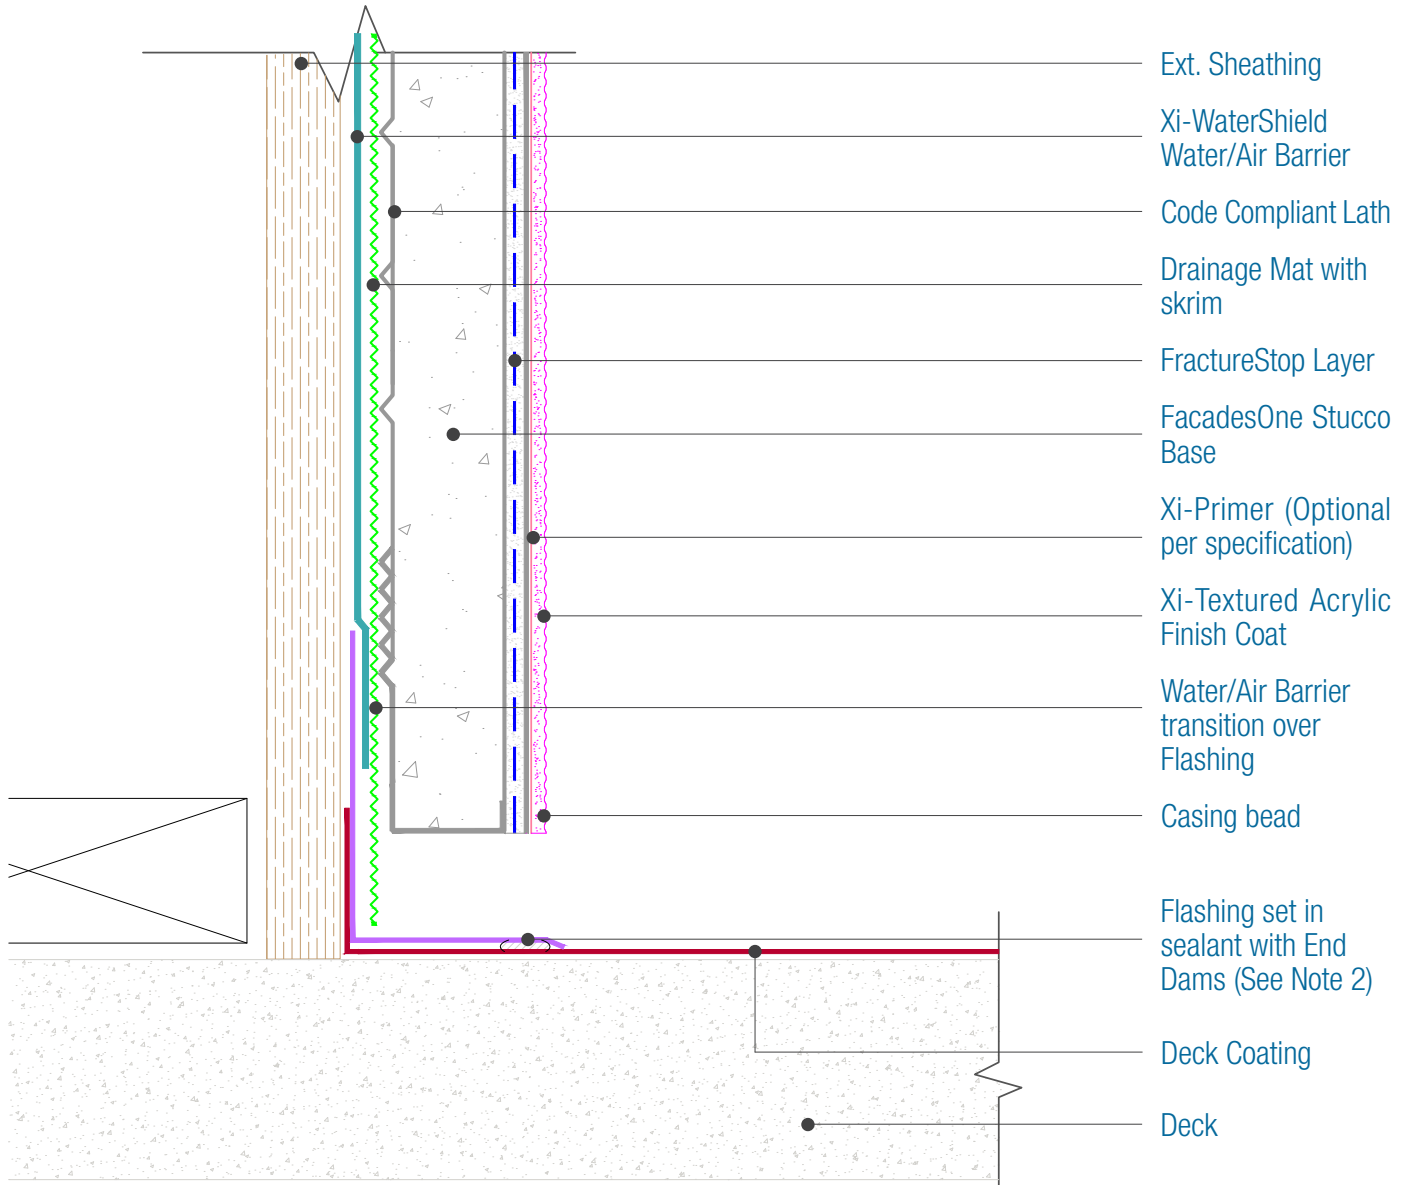 Ext. Sheathing
Xi-WaterShield
Water/Air Barrier
Code Compliant Lath
Drainage Mat with
skrim
FractureStop Layer
FacadesOne Stucco
Base
Xi-Primer (Optional
per specification)
Xi-Textured Acrylic
Finish Coat
Water/Air Barrier
transition over
Flashing
Casing bead
Flashing set in
sealant with End
Dams (See Note 2)
Deck Coating
Deck